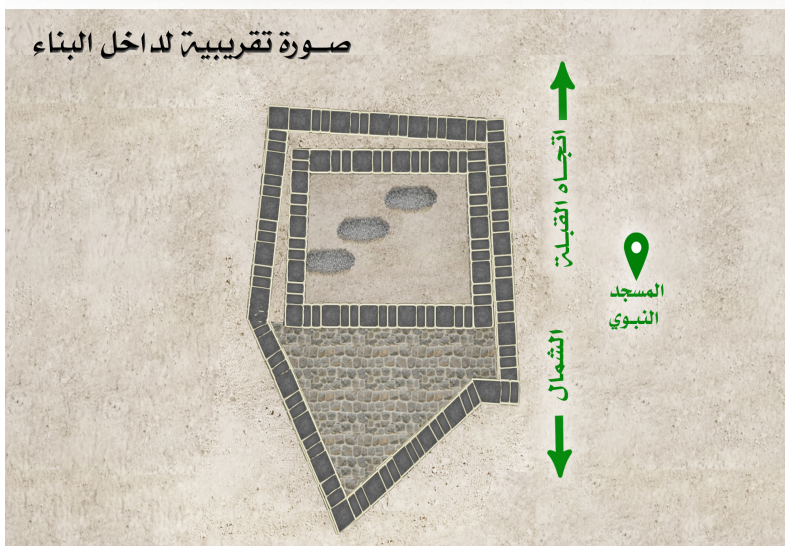 صورة تقريبية لداخل البناء
اتجاه القبلة
المسجد
النبوي
الشمال